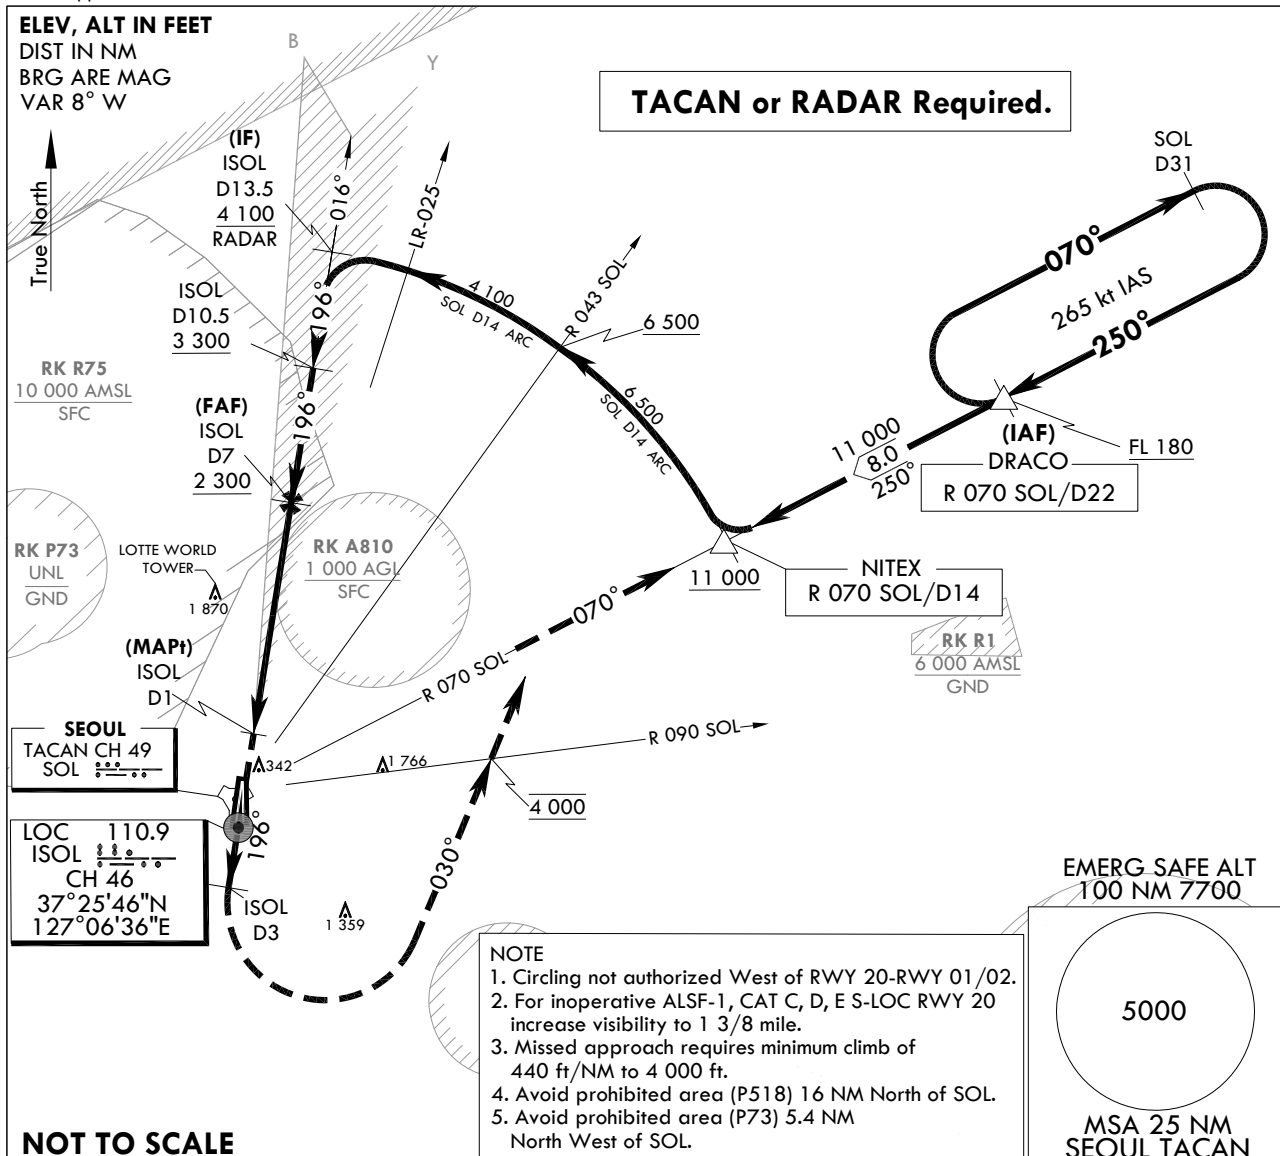 ELEV, ALT IN FEET
DIST IN NM
BRG ARE MAG
VAR 8° W
True North
B
Y
TACAN or RADAR Required.
(IF)
ISOL
D13.5
4 100
RADAR
016°
LR-025
SOL
D31
070°
265 kt IAS
250°
ISOL
D10.5
3 300
196°
4 100
SOL D14 ARC
R 043 SOL
6 500
RK R75
10 000 AMSL
SFC
(FAF)
ISOL
D7
2 300
196°
6 500
SOL D14 ARC
11 000
8.0
250°
(IAF)
DRACO
R 070 SOL/D22
FL 180
RK P73
UNL
GND
LOTTE WORLD
TOWER
1 870
RK A810
1 000 AGL
SFC
11 000
NITEX
R 070 SOL/D14
070°
R 070 SOL
RK R1
6 000 AMSL
GND
(MAPt)
ISOL
D1
SEOUL
TACAN CH 49
SOL
342
1 766
R 090 SOL
4 000
LOC 110.9
ISOL
CH 46
37°25'46"N
127°06'36"E
196°
030°
ISOL
D3
1 359
NOTE
1. Circling not authorized West of RWY 20-RWY 01/02.
2. For inoperative ALSF-1, CAT C, D, E S-LOC RWY 20
increase visibility to 1 3/8 mile.
3. Missed approach requires minimum climb of
440 ft/NM to 4 000 ft.
4. Avoid prohibited area (P518) 16 NM North of SOL.
5. Avoid prohibited area (P73) 5.4 NM
North West of SOL.
EMERG SAFE ALT
100 NM 7700
5000
MSA 25 NM
SEOUL TACAN
NOT TO SCALE